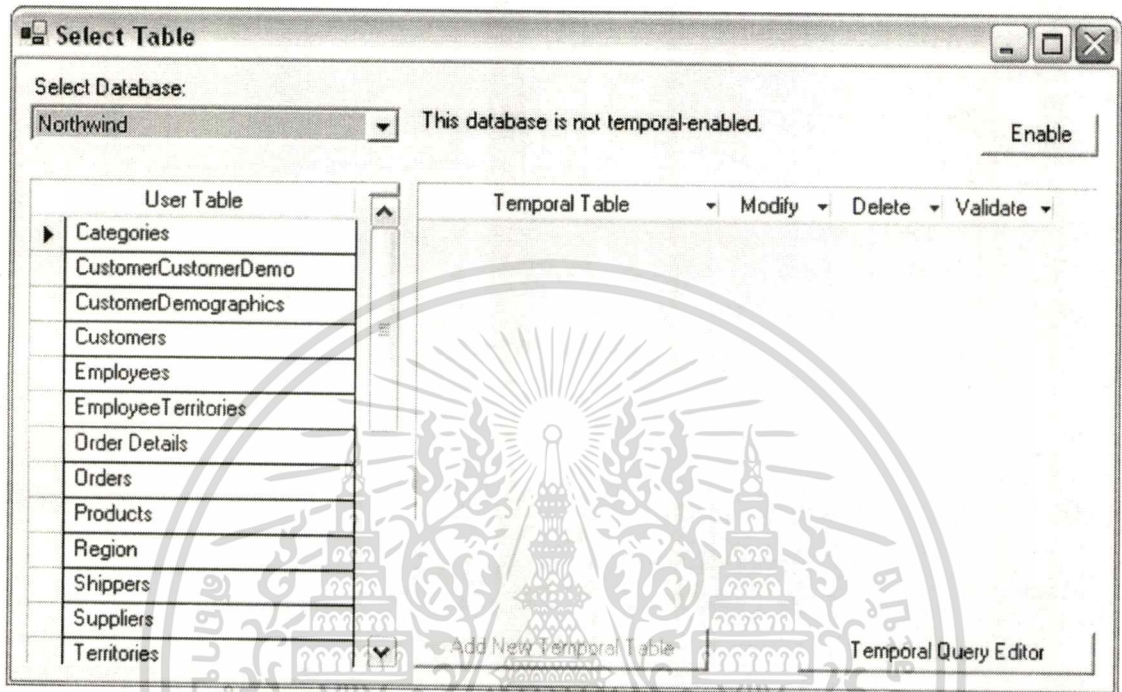 Select Table
Select Database:
Northwind
This database is not temporal-enabled.
Enable
User Table
Categories
CustomerCustomerDemo
CustomerDemographics
Customers
Employees
EmployeeTerritories
Order Details
Orders
Products
Region
Shippers
Suppliers
Territories
Temporal Table
Modify
Delete
Validate
Add New Temporal Table
Temporal Query Editor